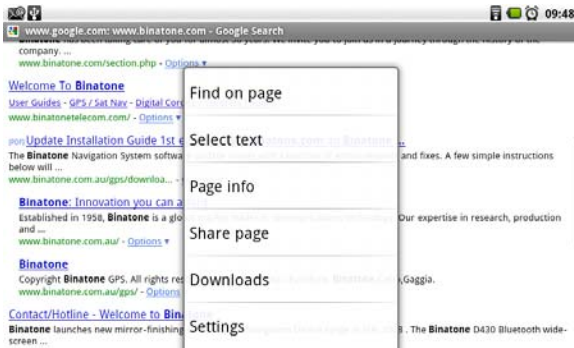 09:48
www.google.com: www.binatone.com - Google Search
company. ...
www.binatone.com/section.php - Options ▾
Welcome To Binatone
User Guides - GPS / Sat Nav - Digital
www.binatonetelecom.com/ - Options ▾
Update Installation Guide 1st
The Binatone Navigation System and fixes. A few simple instructions
below will ...
www.binatone.com.au/gps/downloa... -
Binatone: Innovation you can
Established in 1958, Binatone is a Our expertise in research, production
and ...
www.binatone.com.au/ - Options ▾
Binatone
Copyright Binatone GPS. All rights Gaggia.
www.binatone.com.au/gps/ - Options
Contact/Hotline - Welcome to
Binatone launches new mirror-finishing . The Binatone D430 Bluetooth wide-
screen ...
Find on page
Select text
Page info
Share page
Downloads
Settings